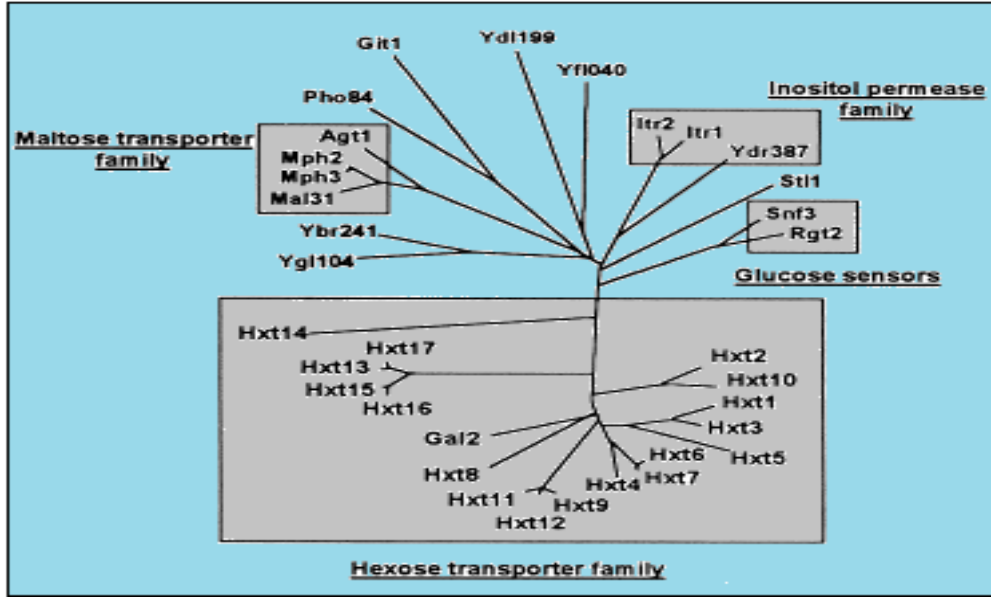 Git1
Ydl199
Yfl040
Pho84
Inositol permease
family
Maltose transporter
family
Agt1
Mph2
Mph3
Mal31
Itr2
Itr1
Ydr387
Stl1
Snf3
Rgt2
Glucose sensors
Ybr241
Ygl104
Hxt14
Hxt17
Hxt13
Hxt15
Hxt16
Hxt2
Hxt10
Hxt1
Hxt3
Hxt5
Gal2
Hxt8
Hxt11
Hxt12
Hxt9
Hxt4
Hxt6
Hxt7
Hexose transporter family